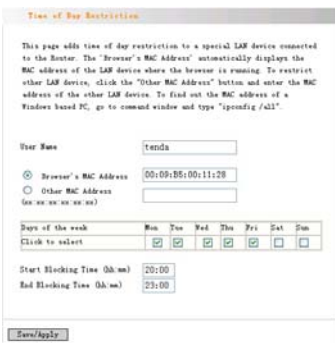 Time of Day Restriction
This page adds time of day restriction to a special LAN device connected
to the Router. The 'Browser's MAC Address' automatically displays the
MAC address of the LAN device where the browser is running. To restrict
other LAN device, click the "Other MAC Address" button and enter the MAC
address of the other LAN device. To find out the MAC address of a
Windows based PC, go to command window and type "ipconfig /all".
User Name tenda
Browser's MAC Address 00:09:B5:00:11:28
Other MAC Address
(xx:xx:xx:xx:xx:xx)
Days of the week Mon Tue Wed Thu Fri Sat Sun
Click to select
Start Blocking Time (hh:mm) 20:00
End Blocking Time (hh:mm) 23:00
Save/Apply